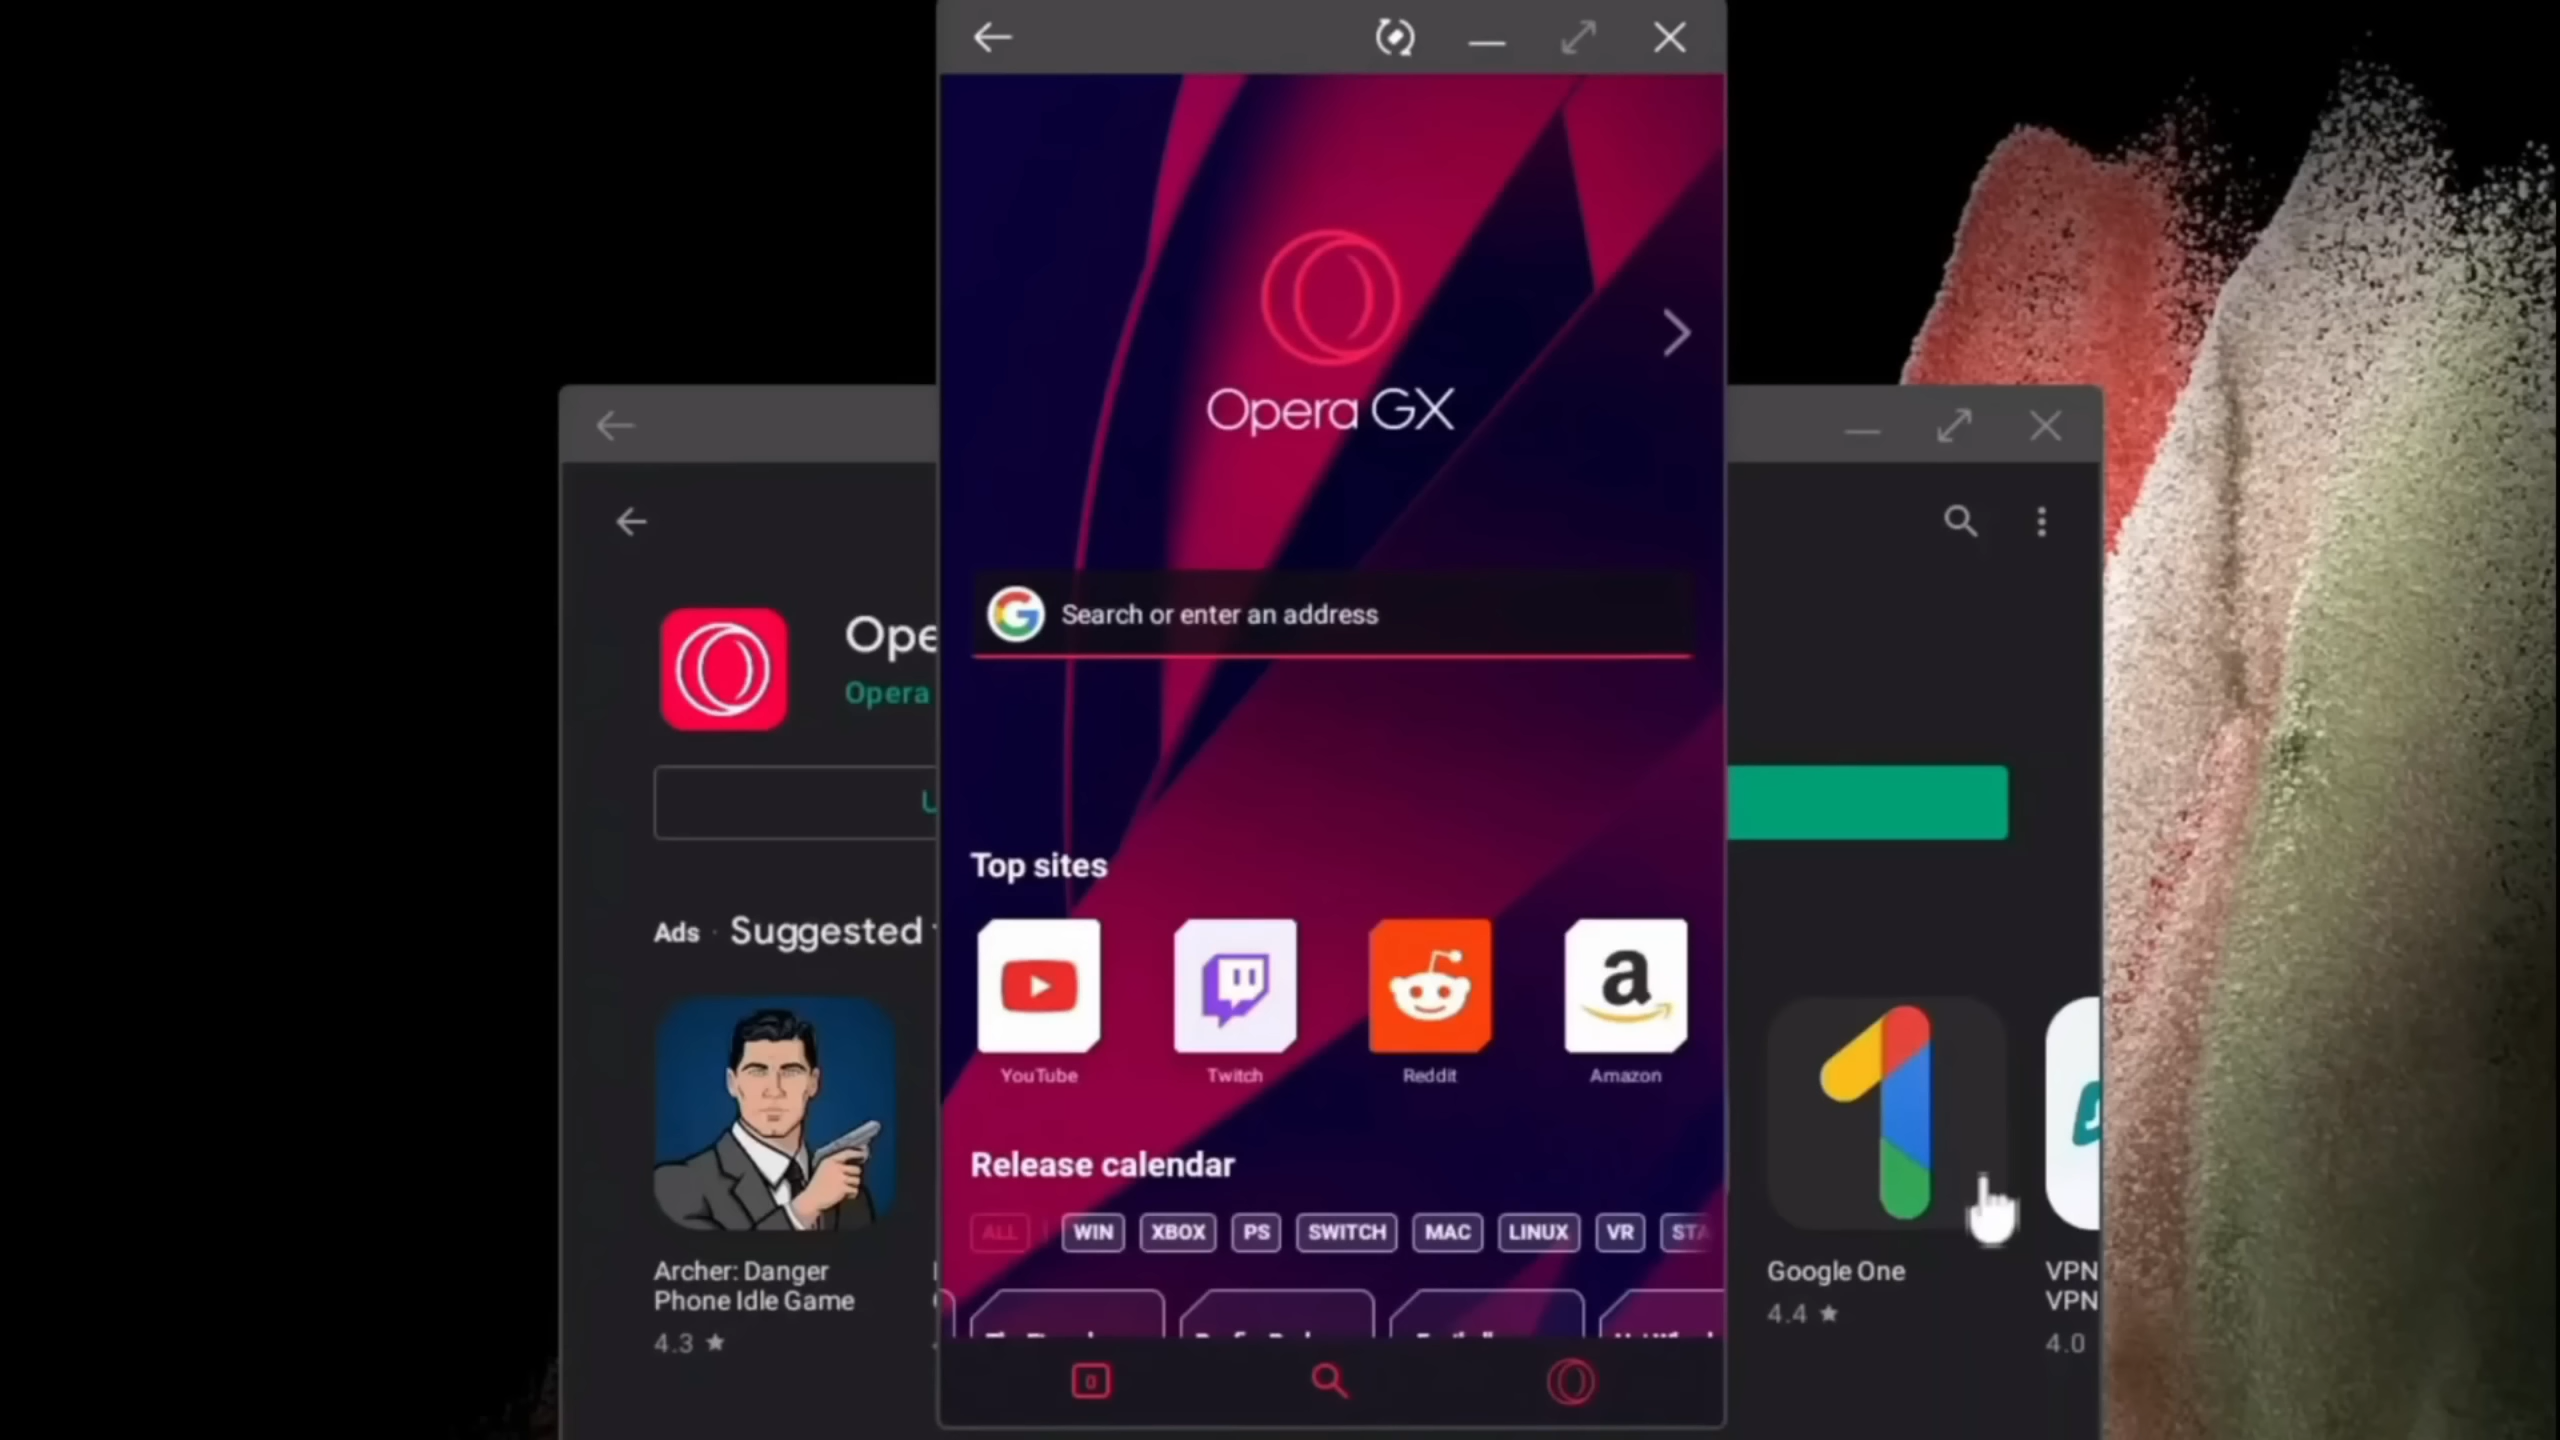 Opera GX
Search or enter an address
Top sites
YouTube
Twitch
Reddit
a
Amazon
Release calendar
ALL WIN XBOX PS SWITCH MAC LINUX VR STA
0
Ope
Opera
U
Ads · Suggested
Archer: Danger
Phone Idle Game
4.3 ★
Google One
4.4 ★
VPN
VPN
4.0